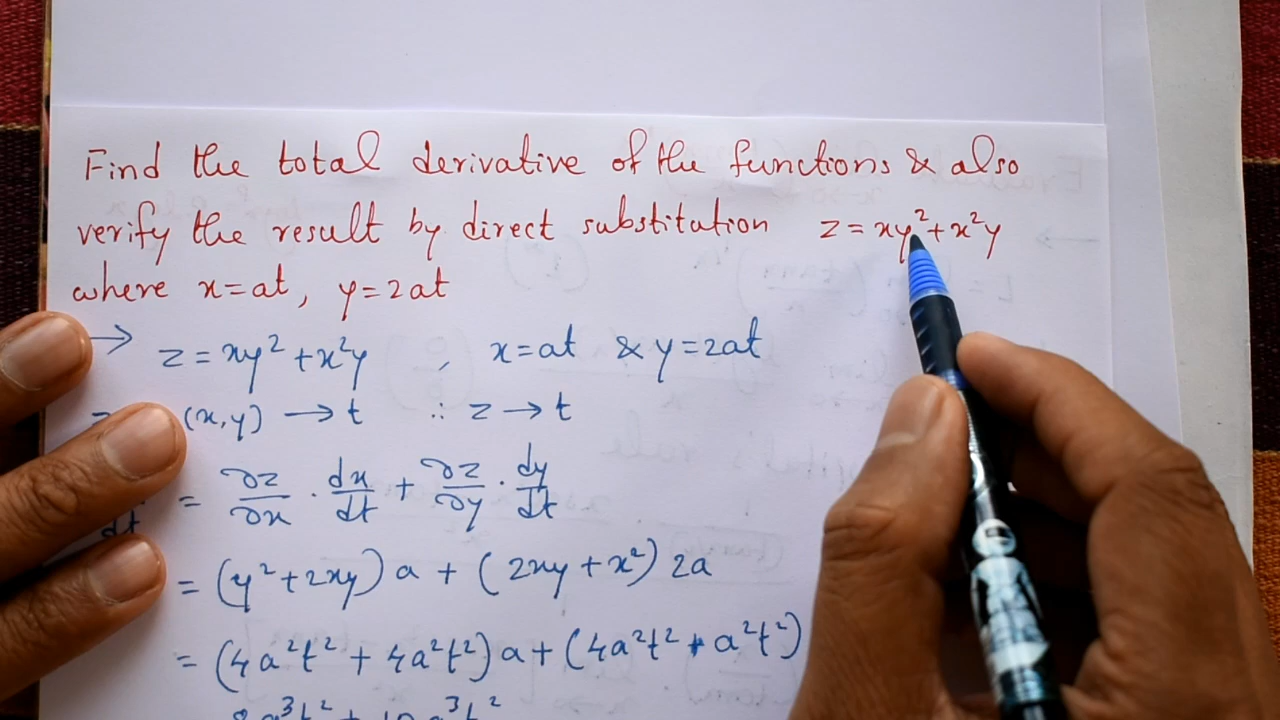 Find the total derivative of the functions & also
verify the result by direct substitution z = xy² + x²y
where x=at, y=2at
→ z = xy² + x²y , x=at & y=2at
(x,y) → t ∴ z → t
= ∂z/∂x . dx/dt + ∂z/∂y . dy/dt
= (y²+2xy) a + (2xy + x²) 2a
= (4a²t² + 4a²t²) a + (4a²t² + a²t²)